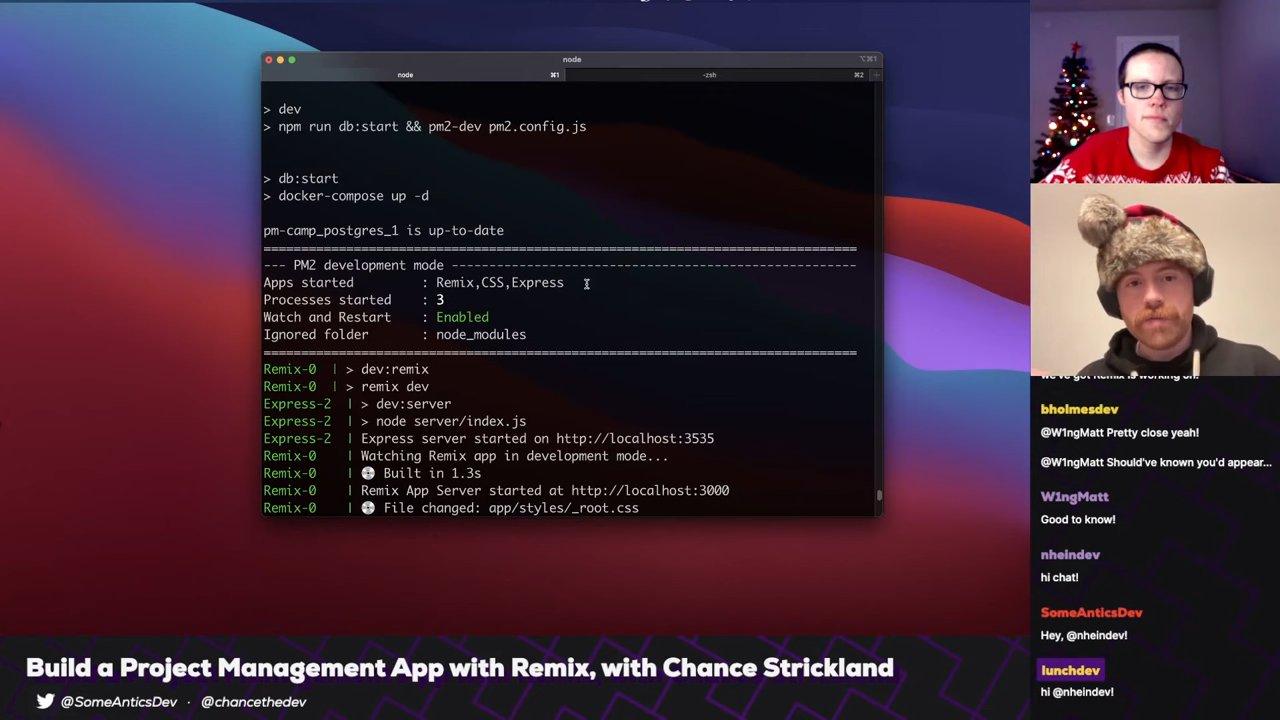 node
⌥⌘1
node
⌘1
-zsh
⌘2
+
> dev
> npm run db:start && pm2-dev pm2.config.js
> db:start
> docker-compose up -d
pm-camp_postgres_1 is up-to-date
===============================================================================
--- PM2 development mode ------------------------------------------------------
Apps started : Remix,CSS,Express
Processes started : 3
Watch and Restart : Enabled
Ignored folder : node_modules
===============================================================================
Remix-0 | > dev:remix
Remix-0 | > remix dev
Express-2 | > dev:server
Express-2 | > node server/index.js
Express-2 | Express server started on http://localhost:3535
Remix-0 | Watching Remix app in development mode...
Remix-0 | 💿 Built in 1.3s
Remix-0 | Remix App Server started at http://localhost:3000
Remix-0 | 💿 File changed: app/styles/_root.css
bholmesdev
@W1ngMatt Pretty close yeah!
@W1ngMatt Should've known you'd appear...
W1ngMatt
Good to know!
nheindev
hi chat!
SomeAnticsDev
Hey, @nheindev!
lunchdev
hi @nheindev!
Build a Project Management App with Remix, with Chance Strickland
@SomeAnticsDev · @chancethedev